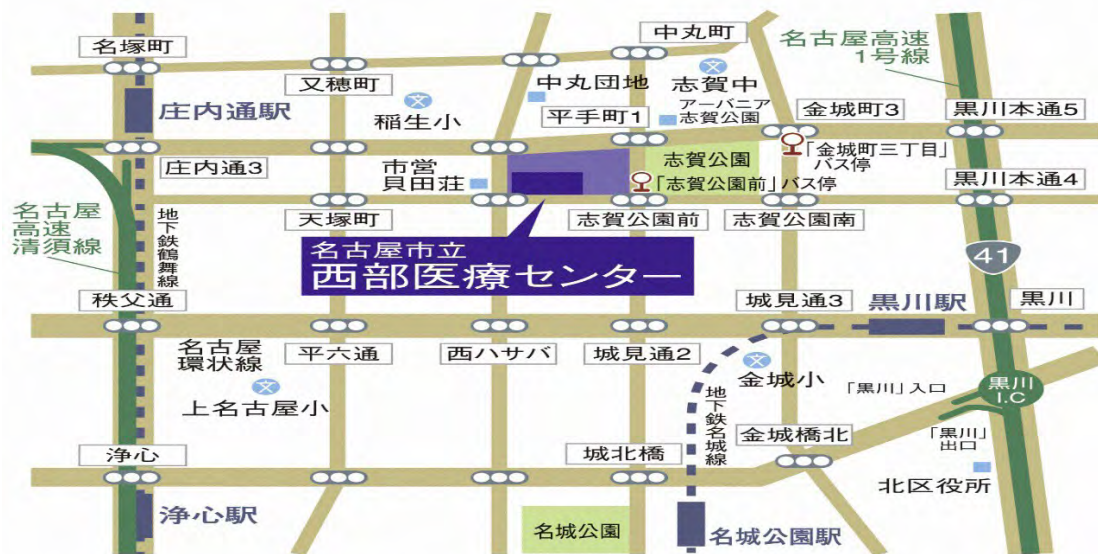 中丸町
名古屋高速
1号線
名塚町
又穂町
中丸団地
志賀中
アーバニア
志賀公園
庄内通駅
稲生小
平手町1
金城町3
黒川本通5
庄内通3
市営
貝田荘
志賀公園
「金城町三丁目」
バス停
「志賀公園前」バス停
黒川本通4
名古屋
高速
清須線
地下鉄鶴舞線
天塚町
志賀公園前
志賀公園南
名古屋市立
西部医療センター
41
秩父通
城見通3
黒川駅
黒川
名古屋
環状線
平六通
西ハサバ
城見通2
文
金城小
上名古屋小
地下鉄名城線
「黒川」入口
黒川
I.C
「黒川」
出口
浄心
城北橋
金城橋北
北区役所
浄心駅
名城公園
名城公園駅